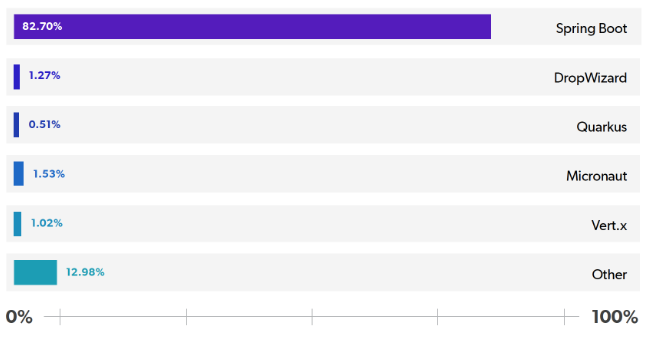 82.70% Spring Boot
1.27% DropWizard
0.51% Quarkus
1.53% Micronaut
1.02% Vert.x
12.98% Other
0% 100%